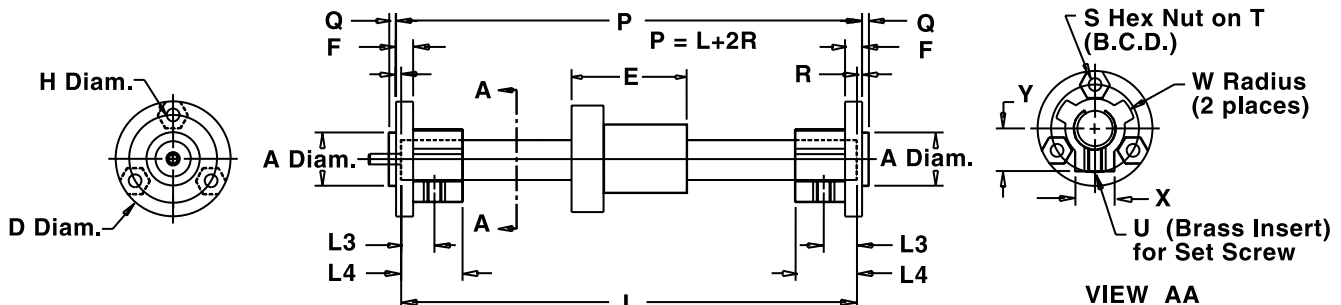 Q
P
Q
S Hex Nut on T
(B.C.D.)
F
P = L+2R
F
H Diam.
E
R
W Radius
(2 places)
A
Y
A Diam.
A Diam.
D Diam.
A
X
L3
L3
U (Brass Insert)
for Set Screw
L4
L4
L
VIEW AA